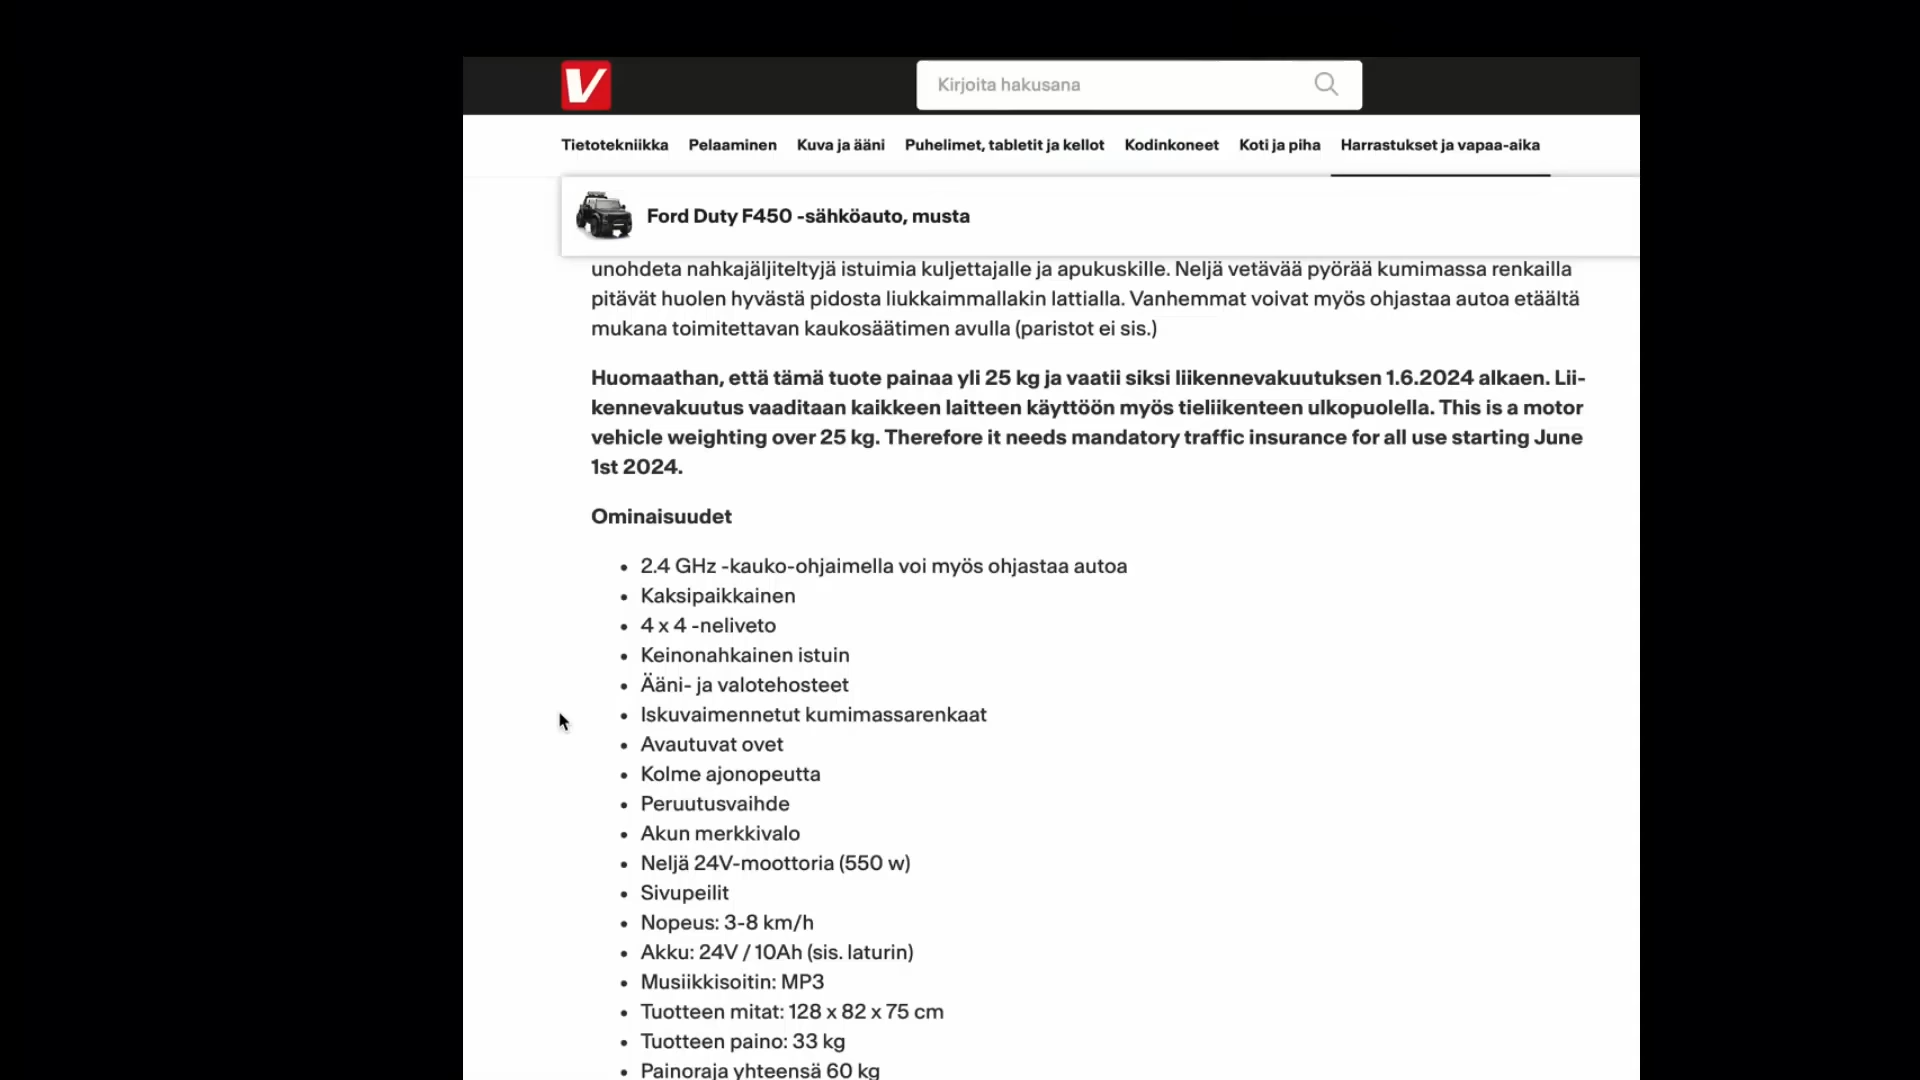 V
Kirjoita hakusana
Tietotekniikka Pelaaminen Kuva ja ääni Puhelimet, tabletit ja kellot Kodinkoneet Koti ja piha Harrastukset ja vapaa-aika
Ford Duty F450 -sähköauto, musta
unohdeta nahkajäljiteltyjä istuimia kuljettajalle ja apukuskille. Neljä vetävää pyörää kumimassa renkailla
pitävät huolen hyvästä pidosta liukkaimmallakin lattialla. Vanhemmat voivat myös ohjastaa autoa etäältä
mukana toimitettavan kaukosäätimen avulla (paristot ei sis.)
Huomaathan, että tämä tuote painaa yli 25 kg ja vaatii siksi liikennevakuutuksen 1.6.2024 alkaen. Lii-
kennevakuutus vaaditaan kaikkeen laitteen käyttöön myös tieliikenteen ulkopuolella. This is a motor
vehicle weighting over 25 kg. Therefore it needs mandatory traffic insurance for all use starting June
1st 2024.
Ominaisuudet
• 2.4 GHz -kauko-ohjaimella voi myös ohjastaa autoa
• Kaksipaikkainen
• 4 x 4 -neliveto
• Keinonahkainen istuin
• Ääni- ja valotehosteet
• Iskuvaimennetut kumimassarenkaat
• Avautuvat ovet
• Kolme ajonopeutta
• Peruutusvaihde
• Akun merkkivalo
• Neljä 24V-moottoria (550 w)
• Sivupeilit
• Nopeus: 3-8 km/h
• Akku: 24V / 10Ah (sis. laturin)
• Musiikkisoitin: MP3
• Tuotteen mitat: 128 x 82 x 75 cm
• Tuotteen paino: 33 kg
• Painoraja yhteensä 60 kg